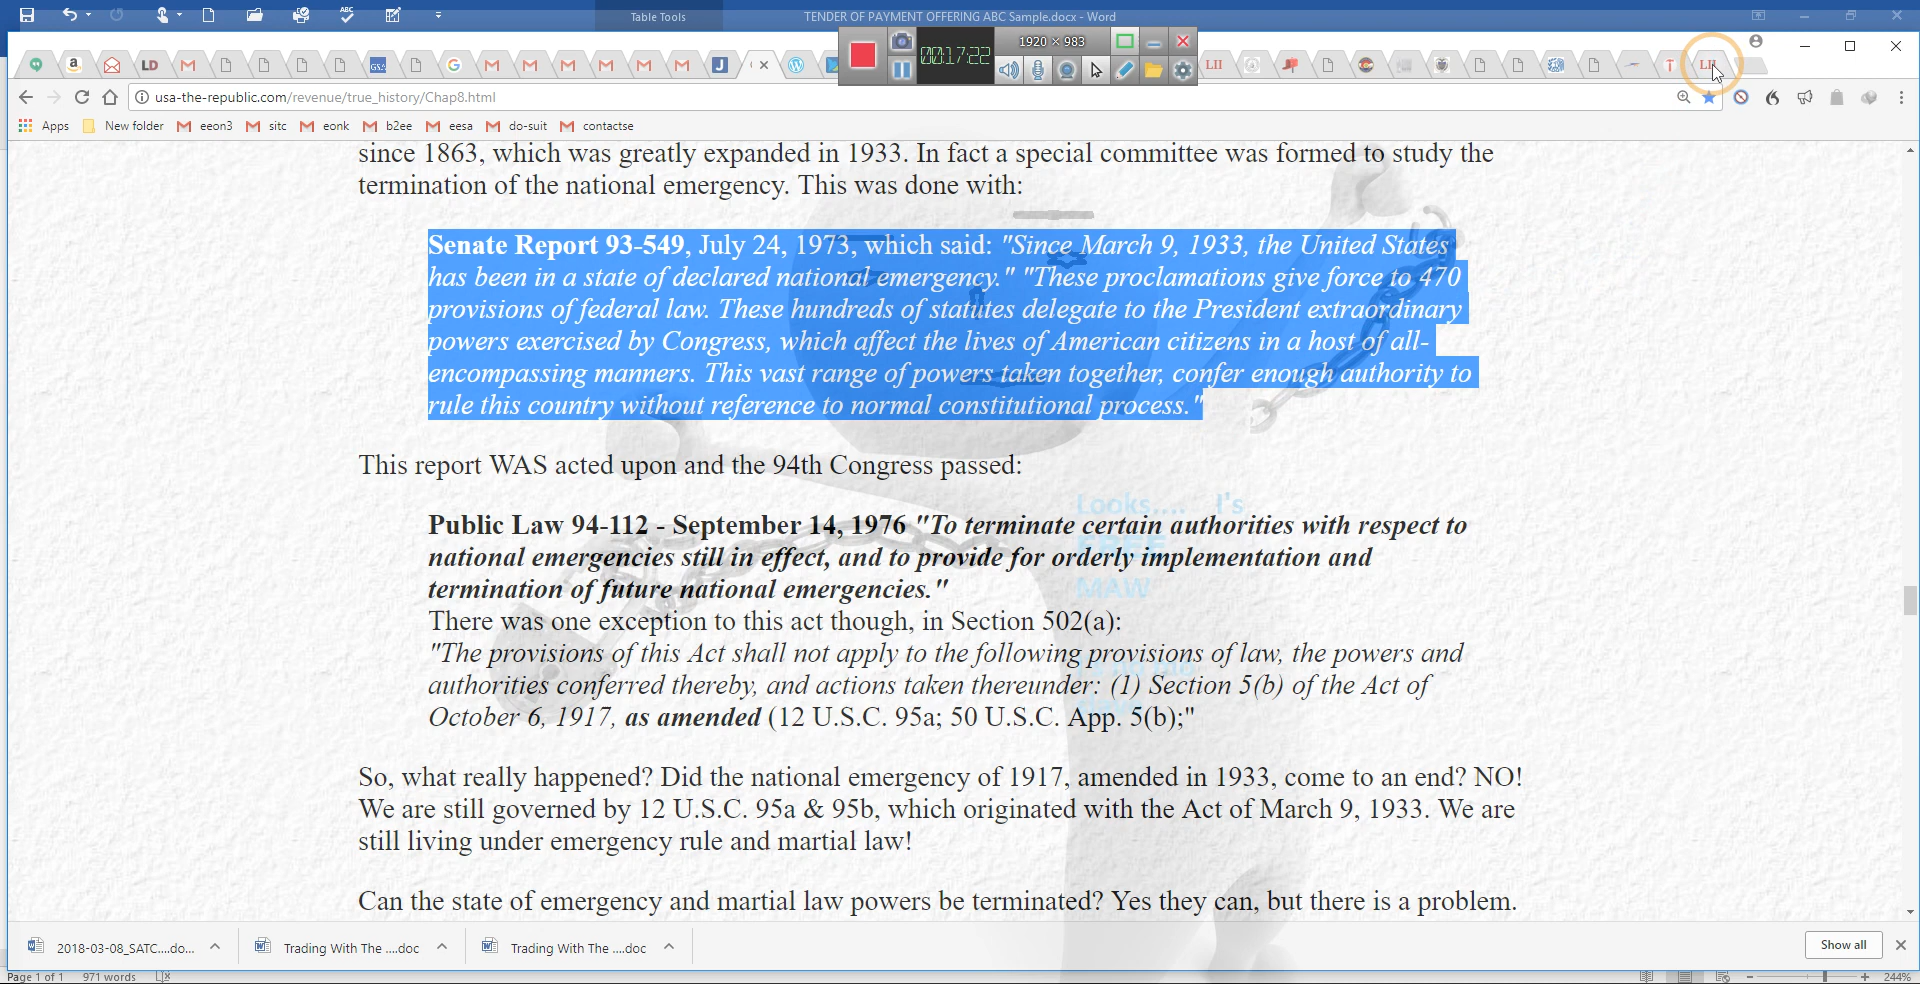 Table Tools
TENDER OF PAYMENT OFFERING ABC Sample.docx - Word
1920 × 983
00:17:22
usa-the-republic.com/revenue/true_history/Chap8.html
Apps New folder eeon3 sitc eonk b2ee eesa do-suit contactse
since 1863, which was greatly expanded in 1933. In fact a special committee was formed to study the
termination of the national emergency. This was done with:
Senate Report 93-549, July 24, 1973, which said: "Since March 9, 1933, the United States
has been in a state of declared national emergency." "These proclamations give force to 470
provisions of federal law. These hundreds of statutes delegate to the President extraordinary
powers exercised by Congress, which affect the lives of American citizens in a host of all-
encompassing manners. This vast range of powers taken together, confer enough authority to
rule this country without reference to normal constitutional process."
This report WAS acted upon and the 94th Congress passed:
Looks.... I's
FREE
MAW
Public Law 94-112 - September 14, 1976 "To terminate certain authorities with respect to
national emergencies still in effect, and to provide for orderly implementation and
termination of future national emergencies."
There was one exception to this act though, in Section 502(a):
"The provisions of this Act shall not apply to the following provisions of law, the powers and
authorities conferred thereby, and actions taken thereunder: (1) Section 5(b) of the Act of
October 6, 1917, as amended (12 U.S.C. 95a; 50 U.S.C. App. 5(b);"
So, what really happened? Did the national emergency of 1917, amended in 1933, come to an end? NO!
We are still governed by 12 U.S.C. 95a & 95b, which originated with the Act of March 9, 1933. We are
still living under emergency rule and martial law!
Can the state of emergency and martial law powers be terminated? Yes they can, but there is a problem.
2018-03-08_SATC....do... Trading With The ....doc Trading With The ....doc Show all
Page 1 of 1 971 words 244%